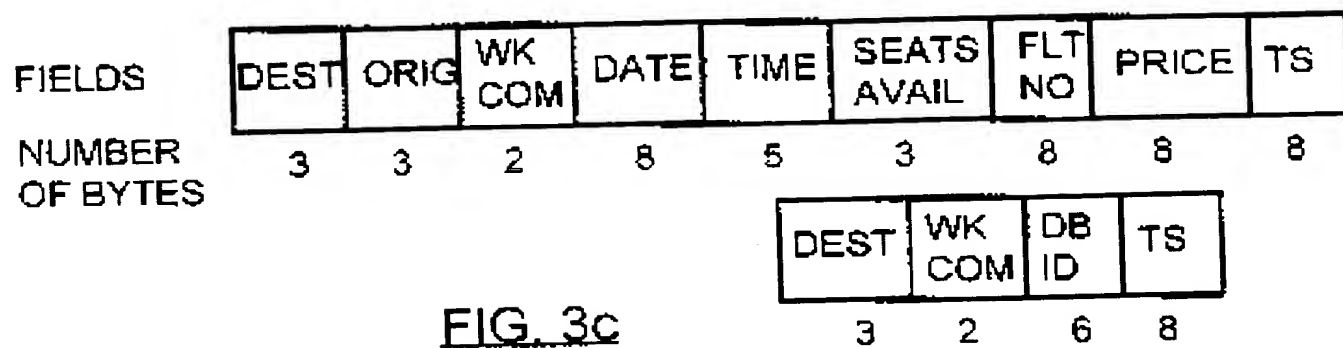 FIELDS DEST ORIG WK COM DATE TIME SEATS AVAIL FLT NO PRICE TS
NUMBER OF BYTES 3 3 2 8 5 3 8 8 8
DEST WK COM DB ID TS
3 2 6 8
FIG. 3c